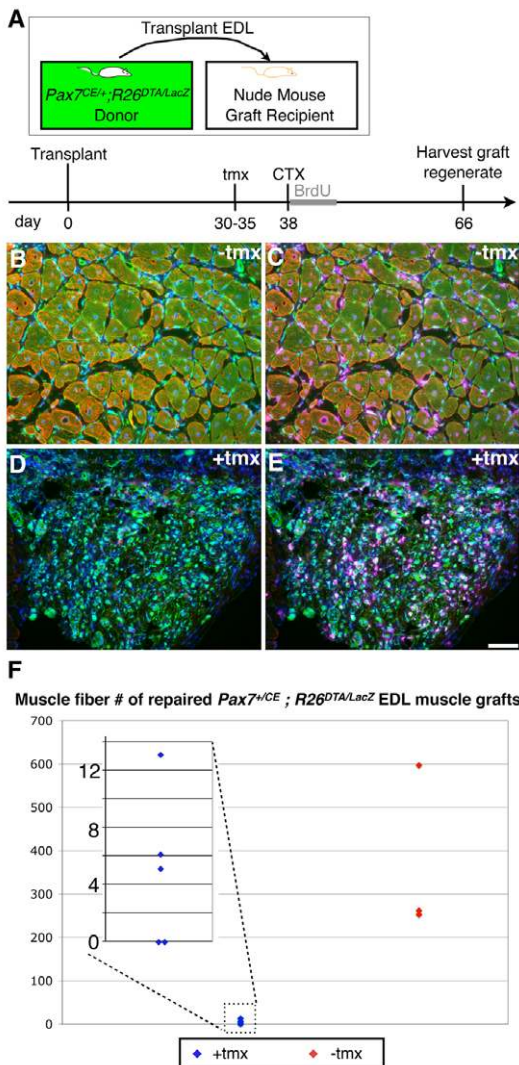 A
Transplant EDL
Pax7CE/+;R26DTA/LacZ
Donor
Nude Mouse
Graft Recipient
Transplant
tmx
CTX
BrdU
Harvest graft
regenerate
day
0
30-35
38
66
B
-tmx
C
-tmx
D
+tmx
E
+tmx
F
Muscle fiber # of repaired Pax7+/CE ; R26DTA/LacZ EDL muscle grafts
700
600
500
400
300
200
100
0
12
8
4
0
+tmx
-tmx